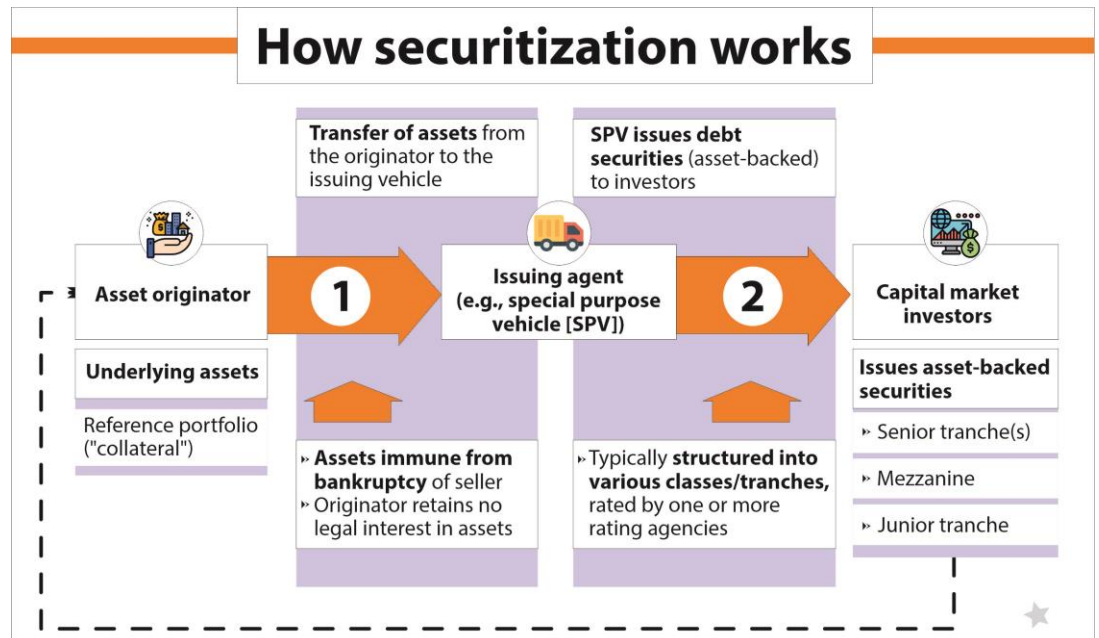 How securitization works
Transfer of assets from
the originator to the
issuing vehicle
SPV issues debt
securities (asset-backed)
to investors
Asset originator
1
Issuing agent
(e.g., special purpose
vehicle [SPV])
2
Capital market
investors
Underlying assets
Reference portfolio
("collateral")
Assets immune from
bankruptcy of seller
Originator retains no
legal interest in assets
Typically structured into
various classes/tranches,
rated by one or more
rating agencies
Issues asset-backed
securities
Senior tranche(s)
Mezzanine
Junior tranche